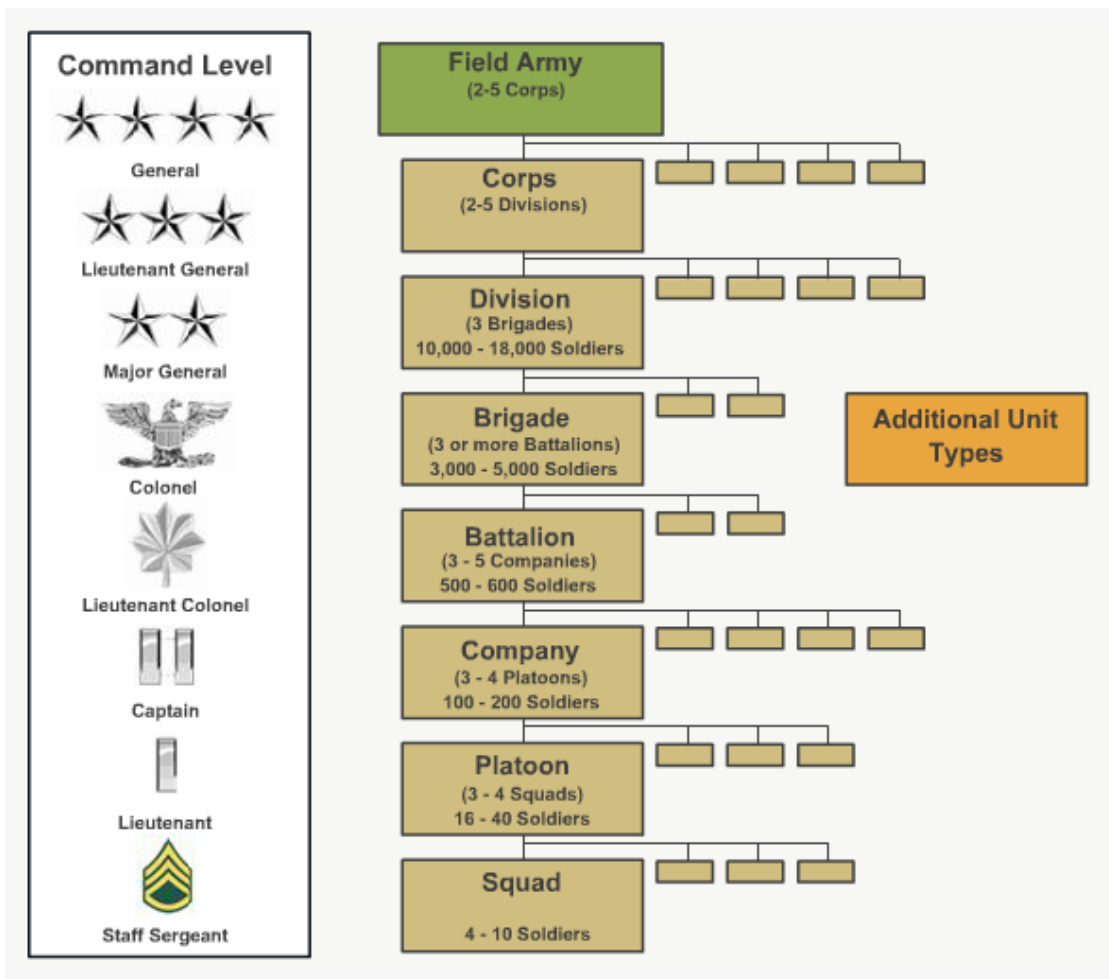 Command Level
General
Lieutenant General
Major General
Colonel
Lieutenant Colonel
Captain
Lieutenant
Staff Sergeant
Field Army
(2-5 Corps)
Corps
(2-5 Divisions)
Division
(3 Brigades)
10,000 - 18,000 Soldiers
Brigade
(3 or more Battalions)
3,000 - 5,000 Soldiers
Battalion
(3 - 5 Companies)
500 - 600 Soldiers
Company
(3 - 4 Platoons)
100 - 200 Soldiers
Platoon
(3 - 4 Squads)
16 - 40 Soldiers
Squad
4 - 10 Soldiers
Additional Unit
Types